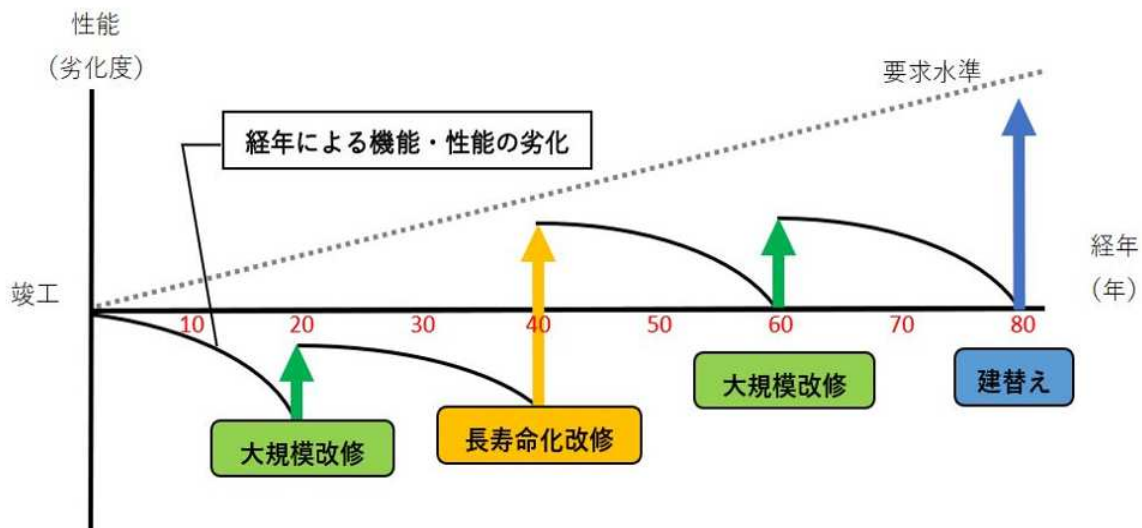 性能
（劣化度）
要求水準
経年による機能・性能の劣化
経年
（年）
竣工
10 20 30 40 50 60 70 80
大規模改修
建替え
大規模改修
長寿命化改修